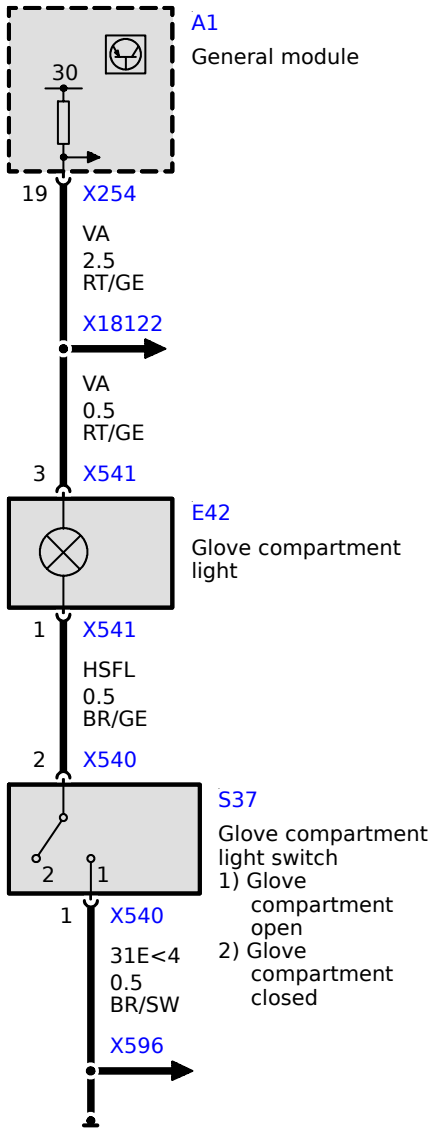 A1
General module
30
19 X254
VA
2.5
RT/GE
X18122
VA
0.5
RT/GE
3 X541
E42
Glove compartment
light
1 X541
HSFL
0.5
BR/GE
2 X540
S37
Glove compartment
light switch
1) Glove
compartment
open
2) Glove
compartment
closed
2 1
1 X540
31E<4
0.5
BR/SW
X596